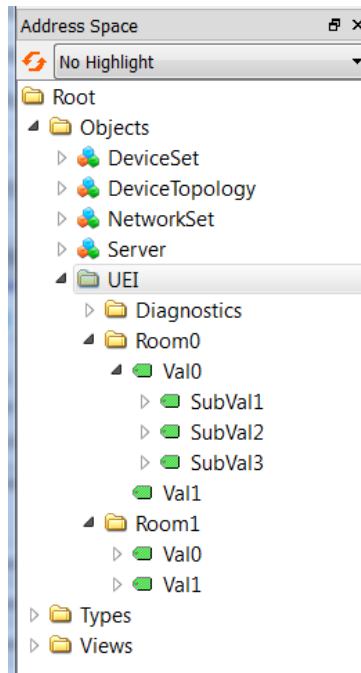 Address Space
No Highlight
Root
Objects
DeviceSet
DeviceTopology
NetworkSet
Server
UEI
Diagnostics
Room0
Val0
SubVal1
SubVal2
SubVal3
Val1
Room1
Val0
Val1
Types
Views